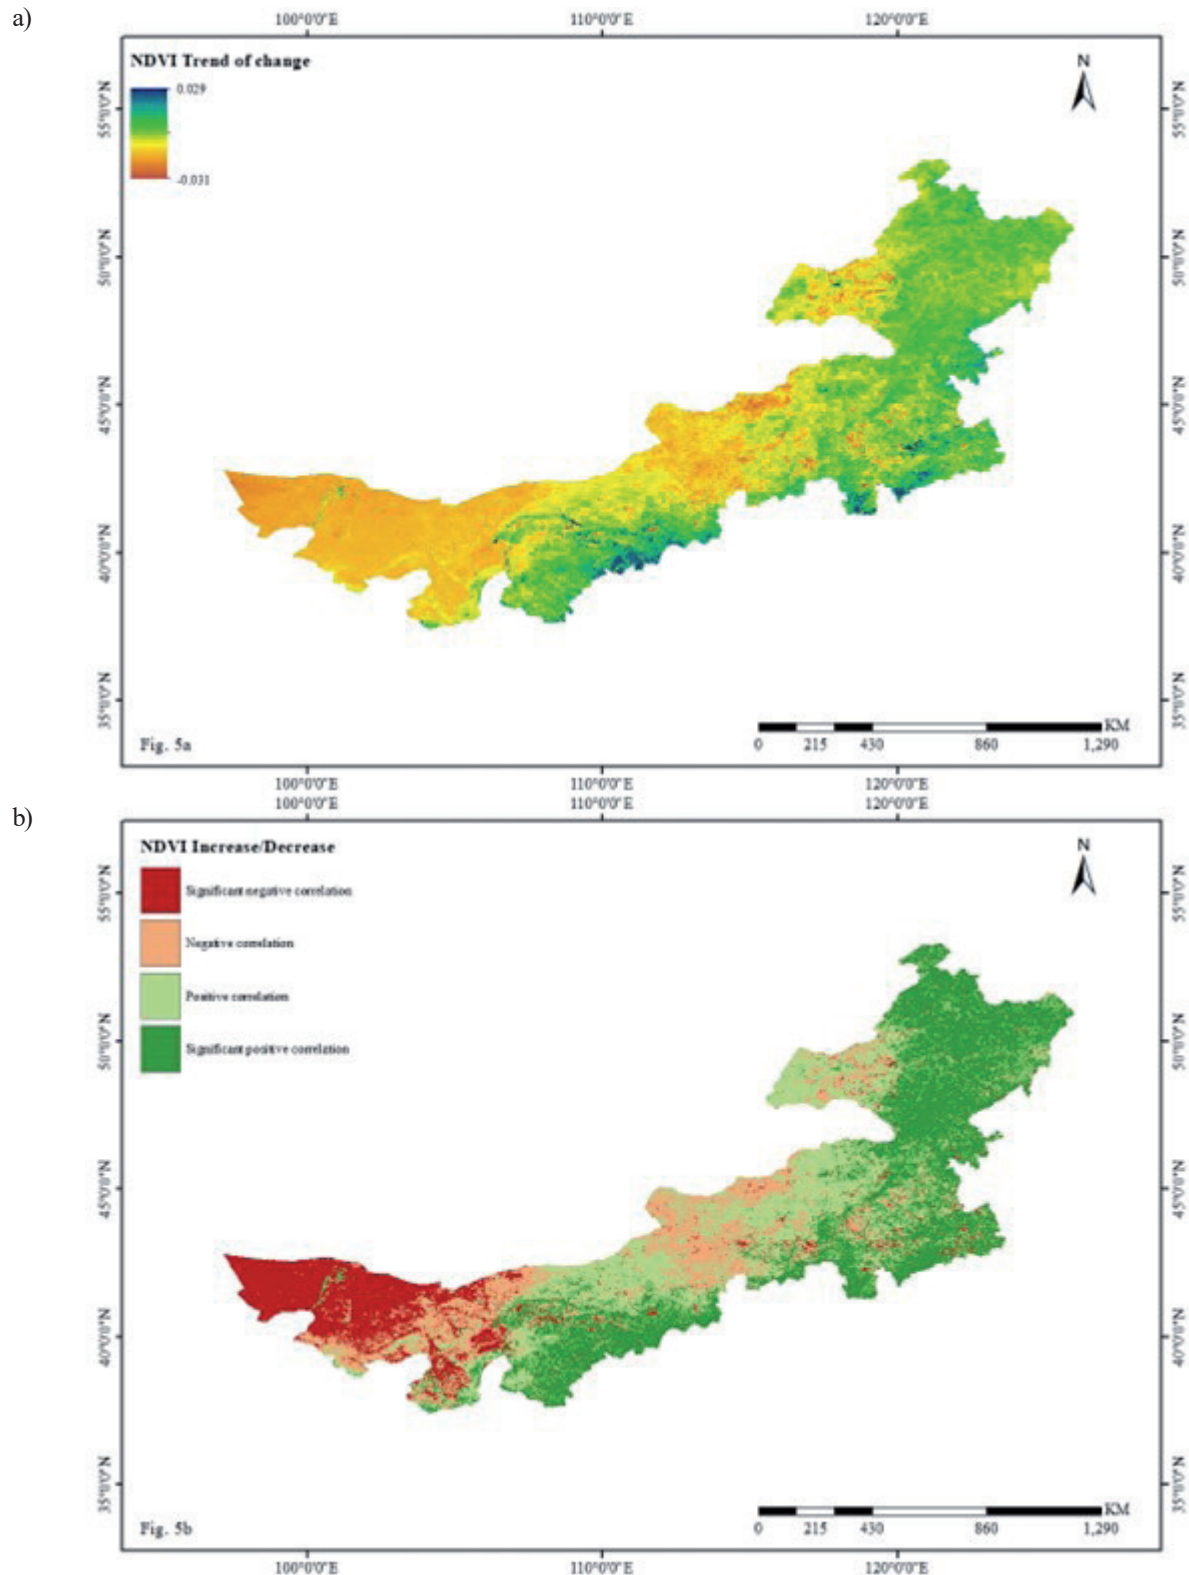 a)
100°0'0"E 110°0'0"E 120°0'0"E
NDVI Trend of change
0.029
-0.031
N
55°0'0"N 55°0'0"N
50°0'0"N 50°0'0"N
45°0'0"N 45°0'0"N
40°0'0"N 40°0'0"N
35°0'0"N 35°0'0"N
Fig. 5a
KM
0 215 430 860 1,290
100°0'0"E 110°0'0"E 120°0'0"E
b)
100°0'0"E 110°0'0"E 120°0'0"E
NDVI Increase/Decrease
N
Significant negative correlation
Negative correlation
Positive correlation
Significant positive correlation
55°0'0"N 55°0'0"N
50°0'0"N 50°0'0"N
45°0'0"N 45°0'0"N
40°0'0"N 40°0'0"N
35°0'0"N 35°0'0"N
Fig. 5b
KM
0 215 430 860 1,290
100°0'0"E 110°0'0"E 120°0'0"E